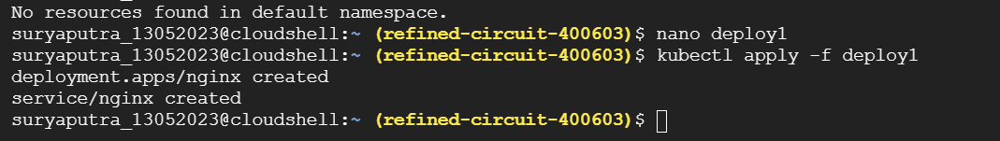 No resources found in default namespace.
suryaputra_13052023@cloudshell:~ (refined-circuit-400603)$ nano deploy1
suryaputra_13052023@cloudshell:~ (refined-circuit-400603)$ kubectl apply -f deploy1
deployment.apps/nginx created
service/nginx created
suryaputra_13052023@cloudshell:~ (refined-circuit-400603)$